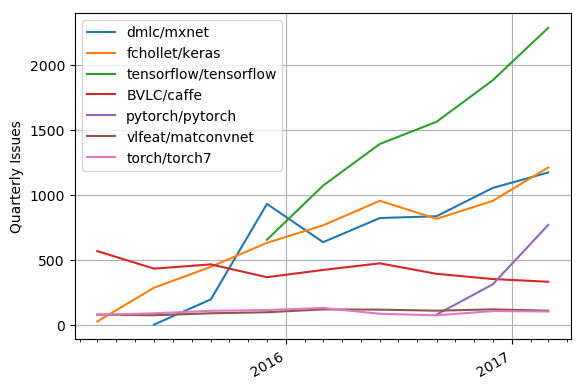 dmlc/mxnet
fchollet/keras
tensorflow/tensorflow
BVLC/caffe
pytorch/pytorch
vlfeat/matconvnet
torch/torch7
Quarterly Issues
2000
1500
1000
500
0
2016
2017